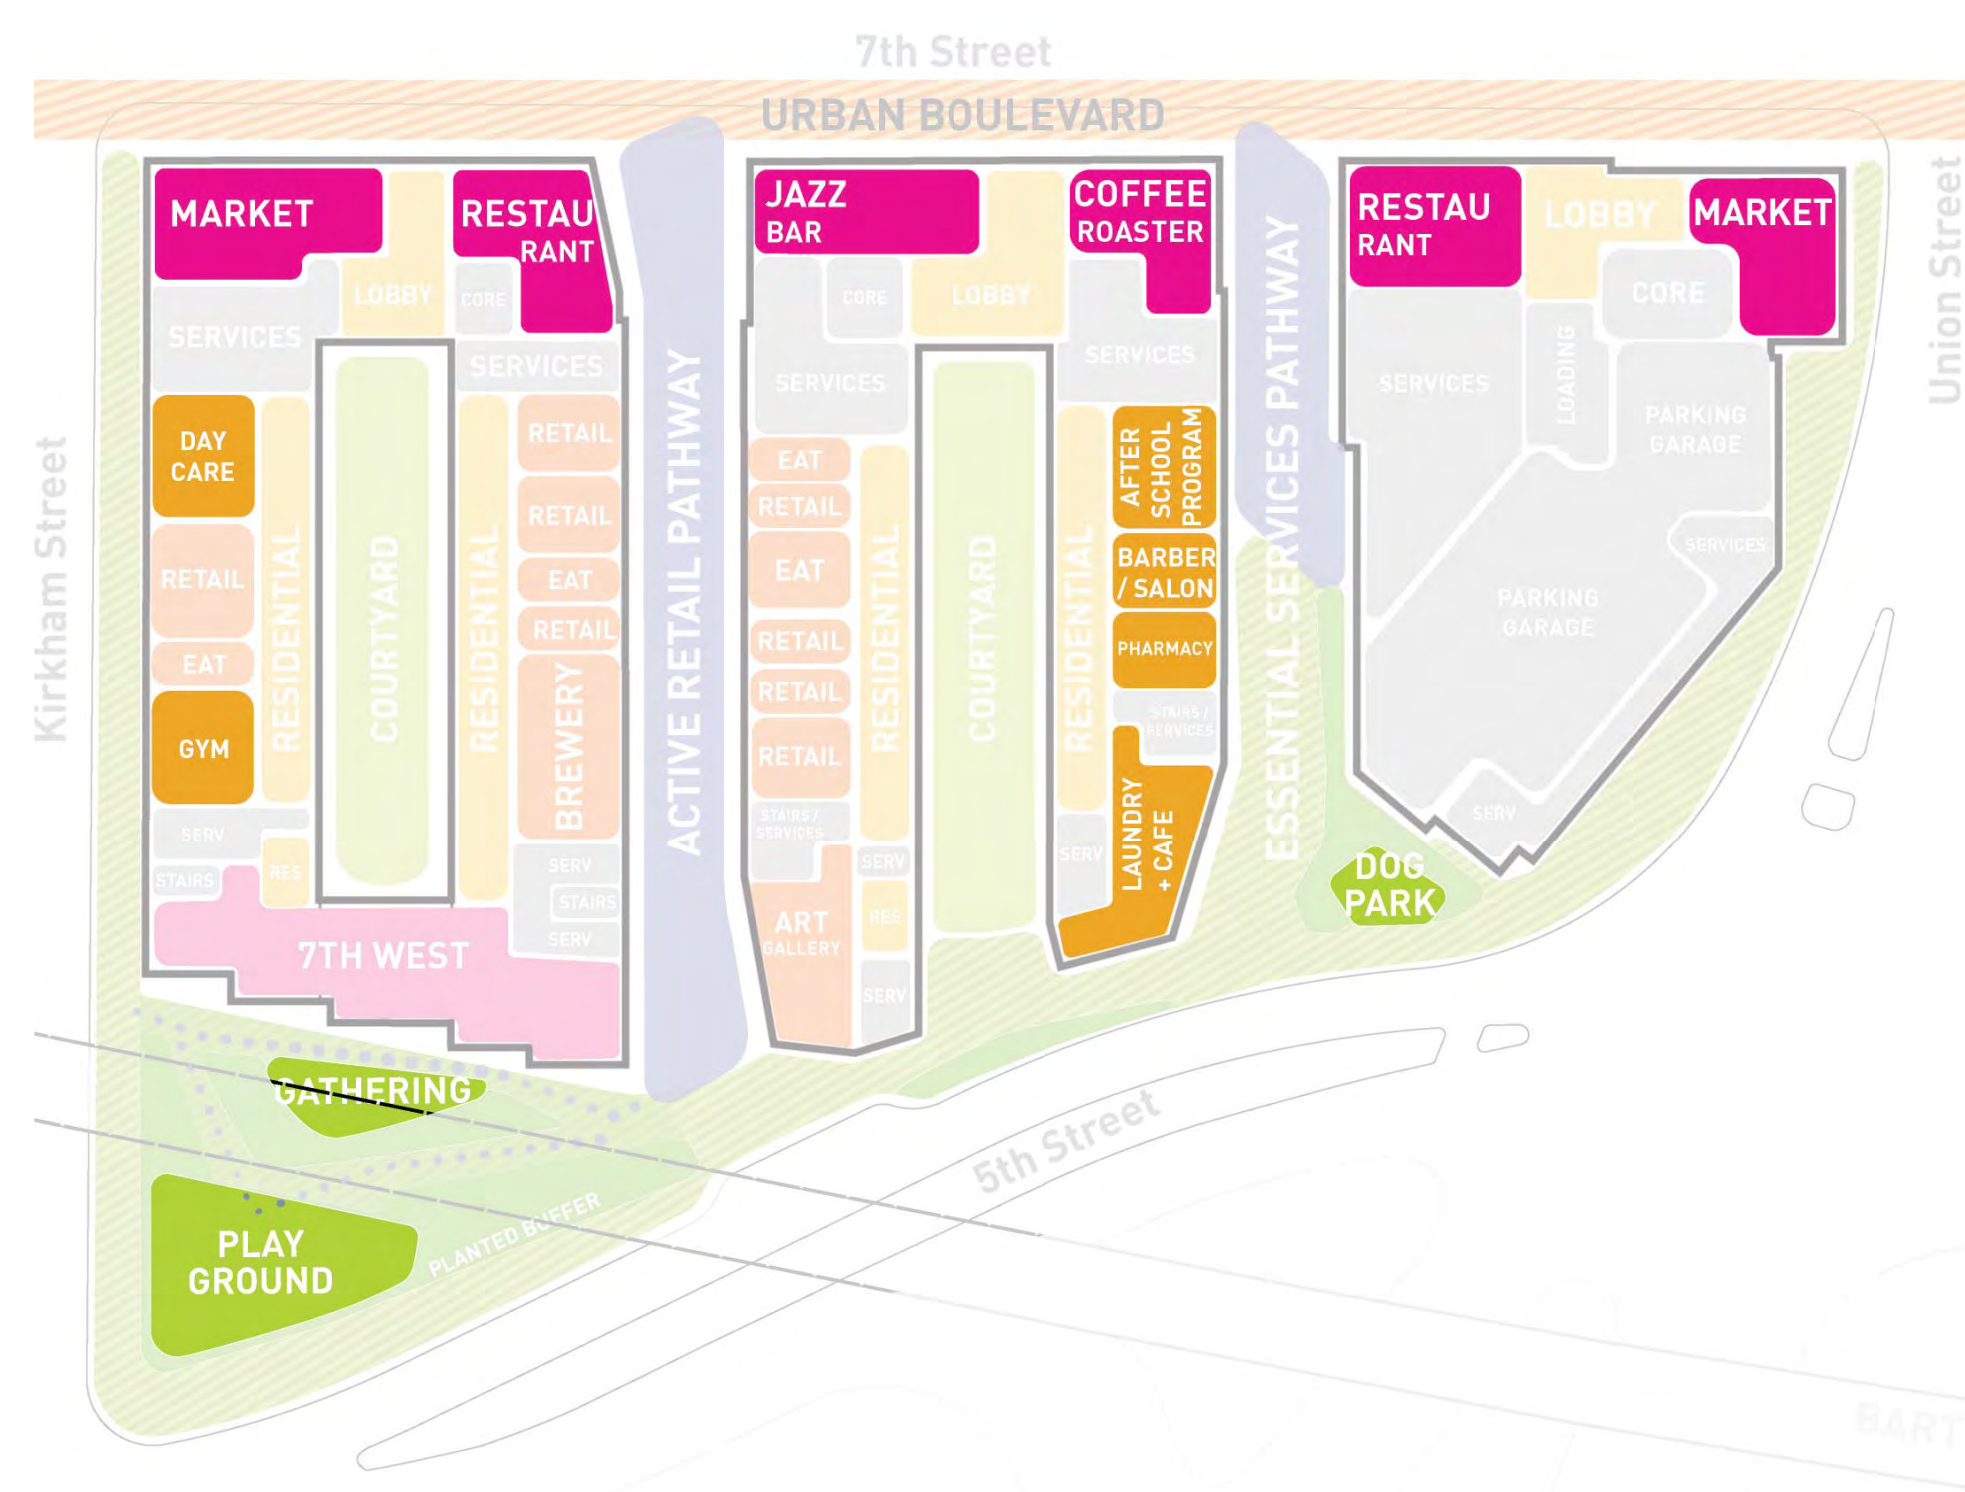 7th Street
URBAN BOULEVARD
Kirkham Street
MARKET
LOBBY
RESTAU
RANT
CORE
SERVICES
SERVICES
DAY
CARE
RETAIL
EAT
GYM
RESIDENTIAL
COURTYARD
RESIDENTIAL
RETAIL
RETAIL
EAT
RETAIL
BREWERY
SERV
STAIRS
RES
SERV
STAIRS
SERV
7TH WEST
ACTIVE RETAIL PATHWAY
JAZZ
BAR
CORE
LOBBY
COFFEE
ROASTER
SERVICES
SERVICES
EAT
RETAIL
EAT
RETAIL
RETAIL
RETAIL
STAIRS /
SERVICES
ART
GALLERY
RESIDENTIAL
SERV
RES
SERV
COURTYARD
RESIDENTIAL
SERV
AFTER
SCHOOL
PROGRAM
BARBER
/ SALON
PHARMACY
STAIRS /
SERVICES
LAUNDRY
+ CAFE
ESSENTIAL SERVICES PATHWAY
RESTAU
RANT
LOBBY
MARKET
CORE
SERVICES
LOADING
PARKING
GARAGE
SERVICES
PARKING
GARAGE
SERV
DOG
PARK
Union Street
GATHERING
PLAY
GROUND
PLANTED BUFFER
5th Street
BART